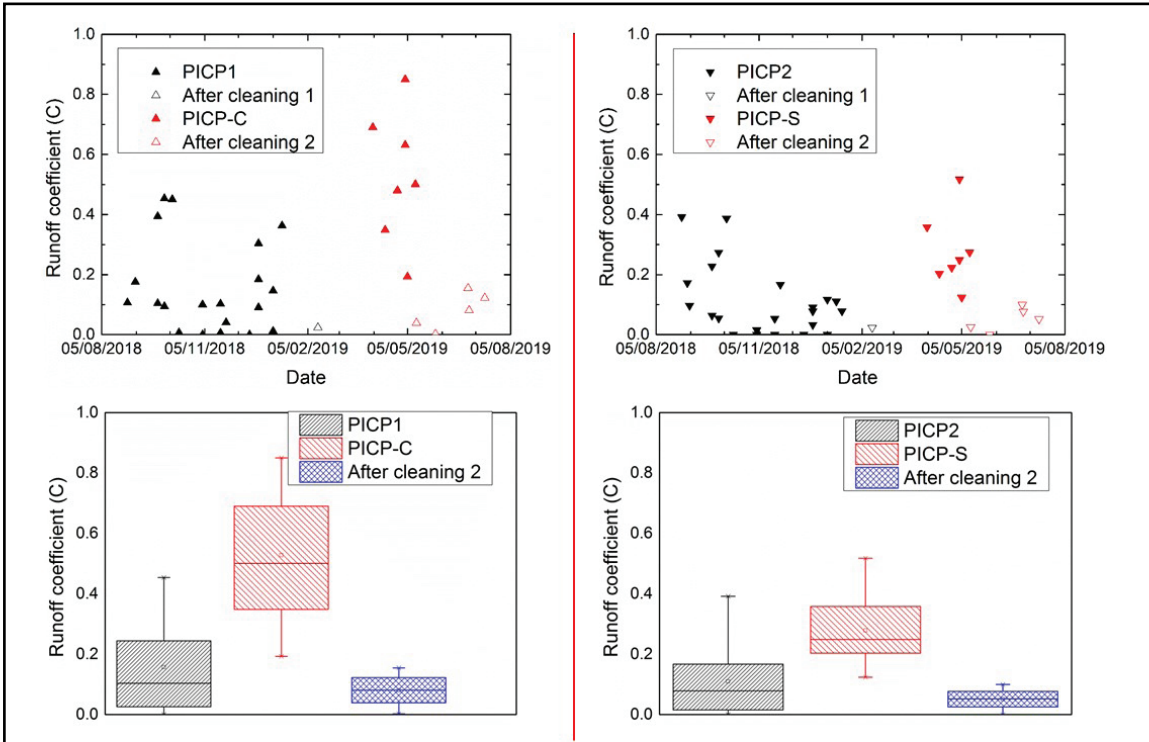 1.0
0.8
0.6
0.4
0.2
0.0
Runoff coefficient (C)
PICP1
After cleaning 1
PICP-C
After cleaning 2
05/08/2018 05/11/2018 05/02/2019 05/05/2019 05/08/2019
Date
1.0
0.8
0.6
0.4
0.2
0.0
Runoff coefficient (C)
PICP2
After cleaning 1
PICP-S
After cleaning 2
05/08/2018 05/11/2018 05/02/2019 05/05/2019 05/08/2019
Date
1.0
0.8
0.6
0.4
0.2
0.0
Runoff coefficient (C)
PICP1
PICP-C
After cleaning 2
1.0
0.8
0.6
0.4
0.2
0.0
Runoff coefficient (C)
PICP2
PICP-S
After cleaning 2